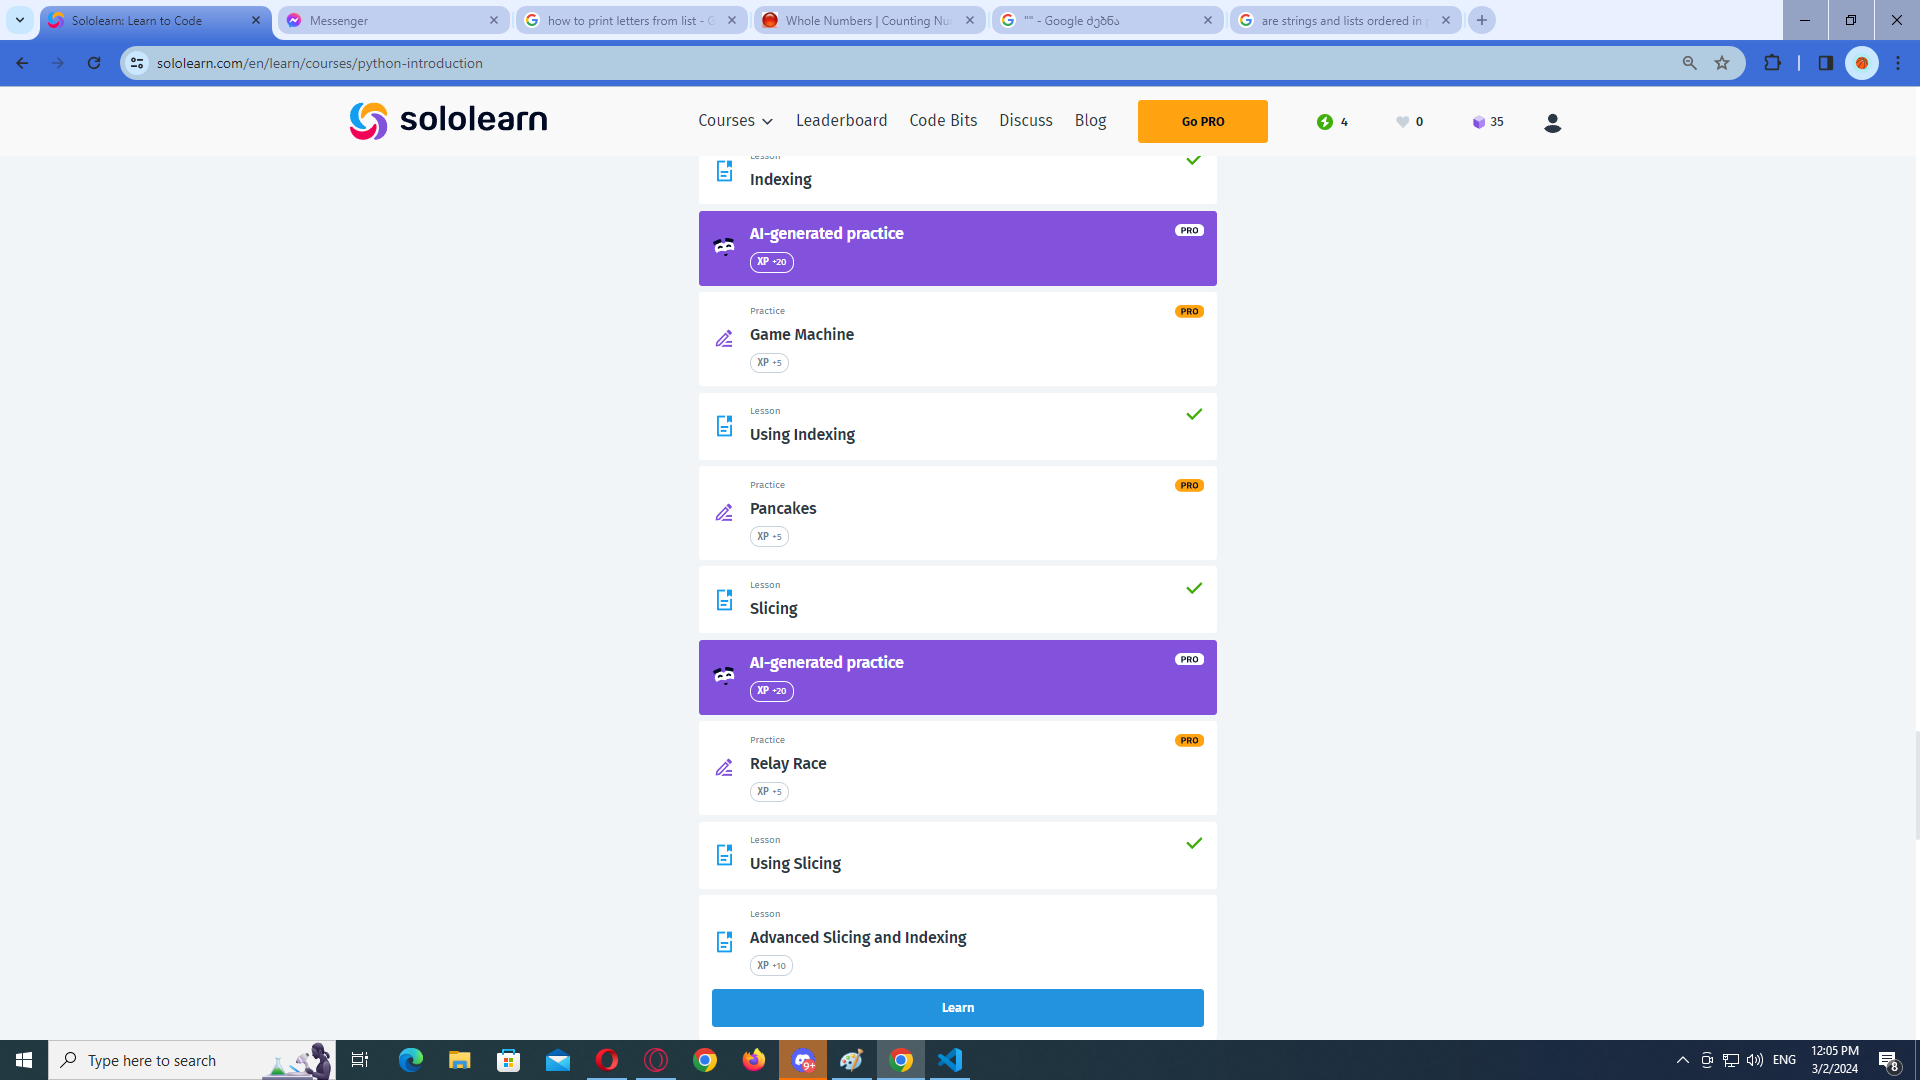 Sololearn: Learn to Code
Messenger
how to print letters from list - G
Whole Numbers | Counting Nu
"" - Google ძებნა
are strings and lists ordered in p
sololearn.com/en/learn/courses/python-introduction
sololearn
Courses
Leaderboard
Code Bits
Discuss
Blog
Go PRO
4
0
35
Lesson
Indexing
AI-generated practice
PRO
XP +20
Practice
PRO
Game Machine
XP +5
Lesson
Using Indexing
Practice
PRO
Pancakes
XP +5
Lesson
Slicing
AI-generated practice
PRO
XP +20
Practice
PRO
Relay Race
XP +5
Lesson
Using Slicing
Lesson
Advanced Slicing and Indexing
XP +10
Learn
Type here to search
9+
ENG
12:05 PM
3/2/2024
8